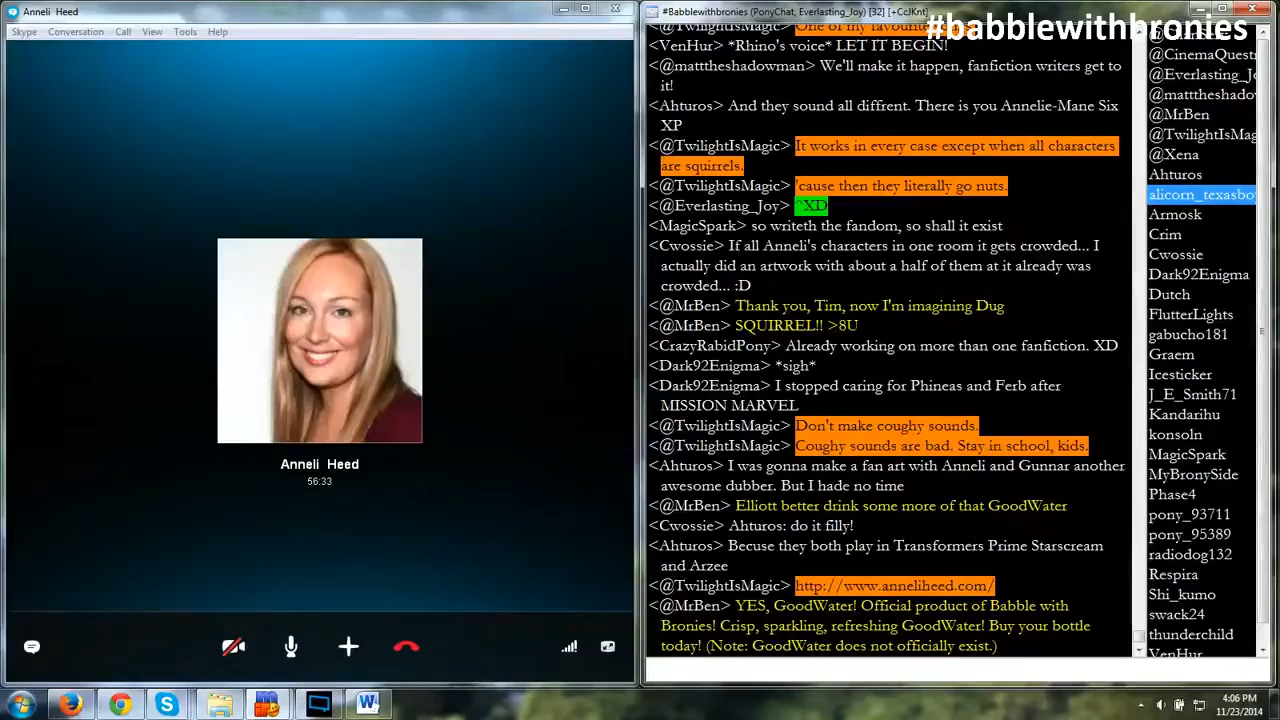 Anneli Heed
Skype Conversation Call View Tools Help
Anneli Heed
56:33
#Babblewithbronies (PonyChat, Everlasting_Joy) [32] [+CcJKnt]
#babblewithbronies
<@TwilightIsMagic> One of my favourite
<VenHur> *Rhino's voice* LET IT BEGIN!
<@matttheshadowman> We'll make it happen, fanfiction writers get to
it!
<Ahturos> And they sound all diffrent. There is you Annelie-Mane Six
XP
<@TwilightIsMagic> It works in every case except when all characters
are squirrels.
<@TwilightIsMagic> 'cause then they literally go nuts.
<@Everlasting_Joy> ^XD
<MagicSpark> so writeth the fandom, so shall it exist
<Cwossie> If all Anneli's characters in one room it gets crowded... I
actually did an artwork with about a half of them at it already was
crowded... :D
<@MrBen> Thank you, Tim, now I'm imagining Dug
<@MrBen> SQUIRREL!! >8U
<CrazyRabidPony> Already working on more than one fanfiction. XD
<Dark92Enigma> *sigh*
<Dark92Enigma> I stopped caring for Phineas and Ferb after
MISSION MARVEL
<@TwilightIsMagic> Don't make coughy sounds.
<@TwilightIsMagic> Coughy sounds are bad. Stay in school, kids.
<Ahturos> I was gonna make a fan art with Anneli and Gunnar another
awesome dubber. But I hade no time
<@MrBen> Elliott better drink some more of that GoodWater
<Cwossie> Ahturos: do it filly!
<Ahturos> Becuse they both play in Transformers Prime Starscream
and Arzee
<@TwilightIsMagic> http://www.anneliheed.com/
<@MrBen> YES, GoodWater! Official product of Babble with
Bronies! Crisp, sparkling, refreshing GoodWater! Buy your bottle
today! (Note: GoodWater does not officially exist.)
@CinemaQuest
@Everlasting_Jo
@matttheshadow
@MrBen
@TwilightIsMag
@Xena
Ahturos
alicorn_texasboy
Armosk
Crim
Cwossie
Dark92Enigma
Dutch
FlutterLights
gabucho181
Graem
Icesticker
J_E_Smith71
Kandarihu
konsoln
MagicSpark
MyBronySide
Phase4
pony_93711
pony_95389
radiodog132
Respira
Shi_kumo
swack24
thunderchild
VenHur
4:06 PM
11/23/2014